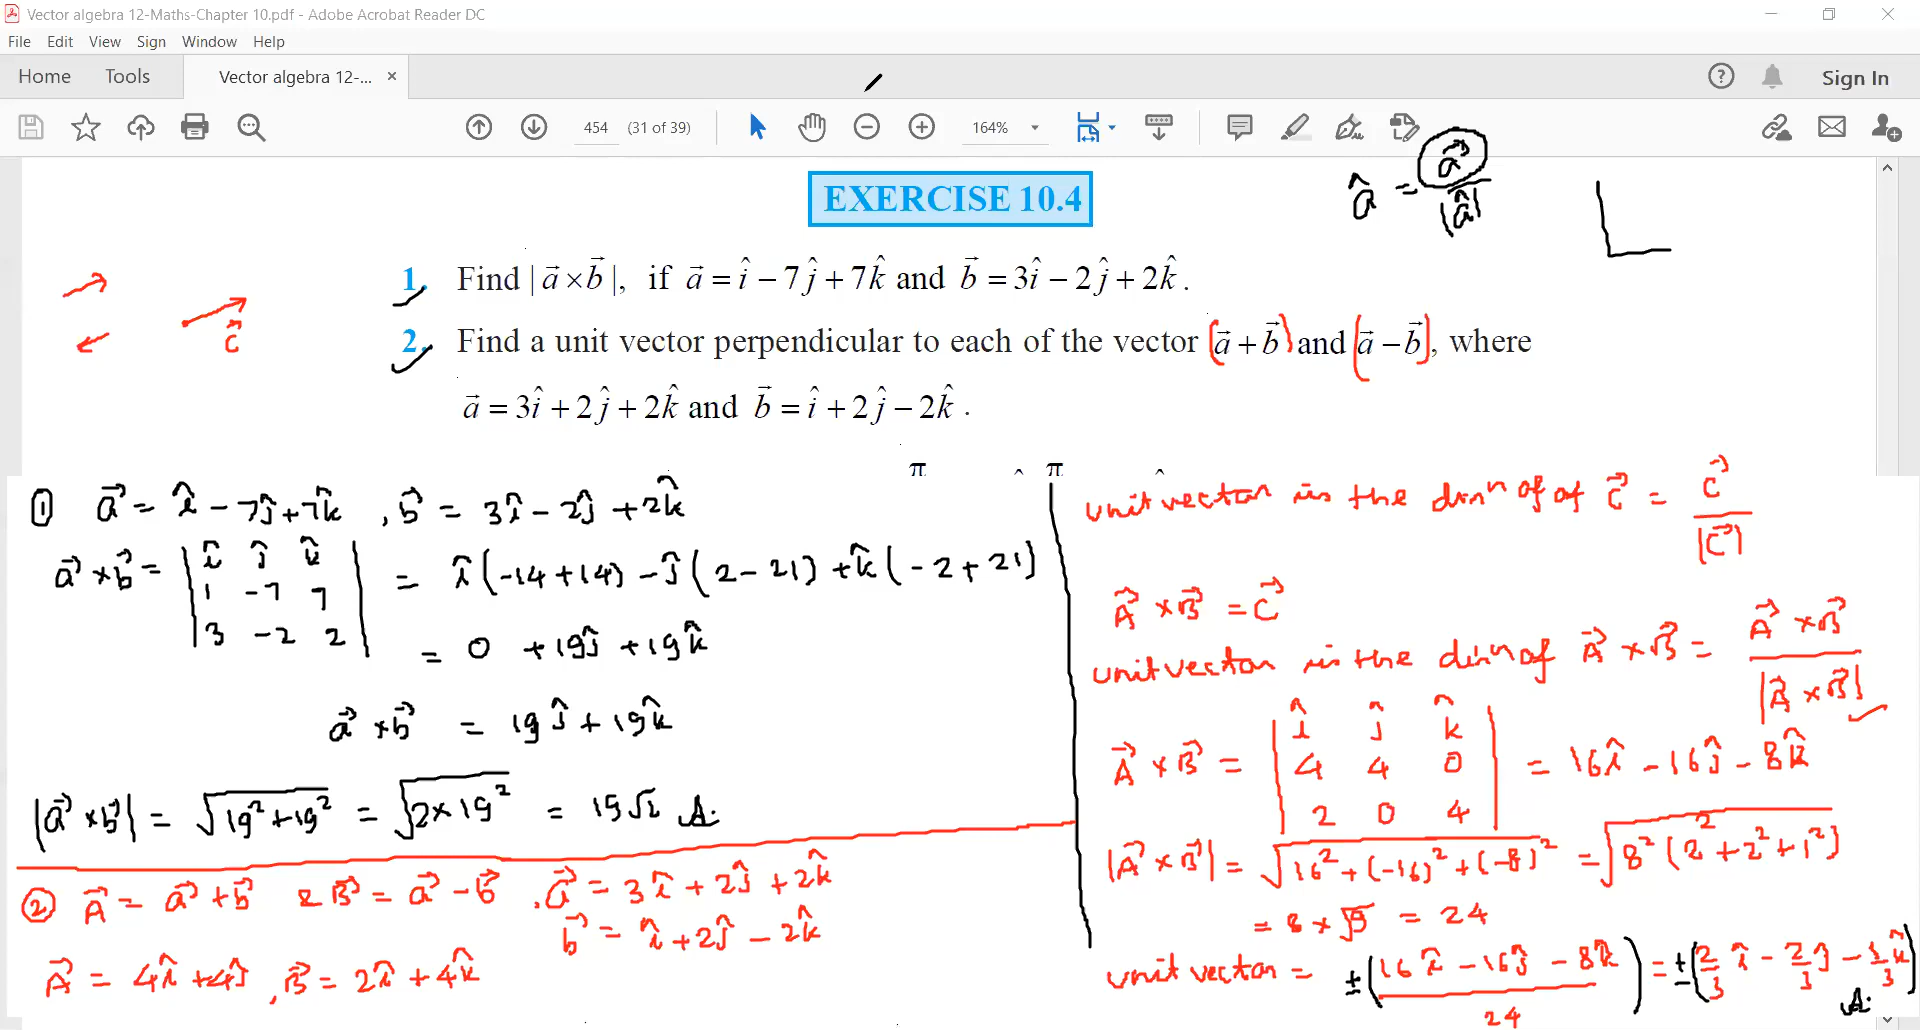 Vector algebra 12-Maths-Chapter 10.pdf - Adobe Acrobat Reader DC
File Edit View Sign Window Help
Home Tools Vector algebra 12-... × Sign In
454 (31 of 39) 164%
EXERCISE 10.4
â = a⃗ / |â|
1. Find | a⃗ × b⃗ |, if a⃗ = î − 7ĵ + 7k̂ and b⃗ = 3î − 2ĵ + 2k̂ .
2. Find a unit vector perpendicular to each of the vector (a⃗ + b⃗) and (a⃗ − b⃗), where
a⃗ = 3î + 2ĵ + 2k̂ and b⃗ = î + 2ĵ − 2k̂ .
c⃗
π π
① a⃗ = î − 7ĵ + 7k̂ , b⃗ = 3î − 2ĵ + 2k̂
a⃗ × b⃗ = | î ĵ k̂ | = î(-14+14) − ĵ(2 − 21) + k̂(-2 + 21)
1 -7 7
3 -2 2
= 0 + 19ĵ + 19k̂
a⃗ × b⃗ = 19ĵ + 19k̂
|a⃗ × b⃗| = √(19² + 19²) = √(2 × 19²) = 19√2 A.
② A⃗ = a⃗ + b⃗ & B⃗ = a⃗ − b⃗ , a⃗ = 3î + 2ĵ + 2k̂
b⃗ = î + 2ĵ − 2k̂
A⃗ = 4î + 4ĵ , B⃗ = 2î + 4k̂
unit vector in the dirⁿ of of c⃗ = c⃗ / |c⃗|
A⃗ × B⃗ = c⃗
unit vector in the dirⁿ of A⃗ × B⃗ = A⃗ × B⃗ / |A⃗ × B⃗|
A⃗ × B⃗ = | î ĵ k̂ | = 16î − 16ĵ − 8k̂
4 4 0
2 0 4
|A⃗ × B⃗| = √(16² + (-16)² + (-8)²) = √(8² (2² + 2² + 1²))
= 8 × √9 = 24
unit vector = ± (16î − 16ĵ − 8k̂ / 24) = ± (2/3 î − 2/3 ĵ − 1/3 k̂) A.